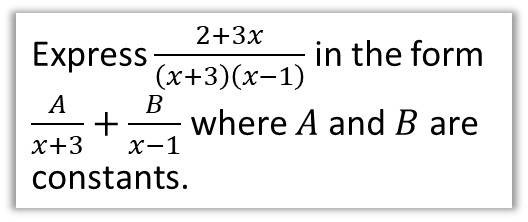 Express (2+3x)/((x+3)(x−1)) in the form
A/(x+3) + B/(x−1) where A and B are
constants.